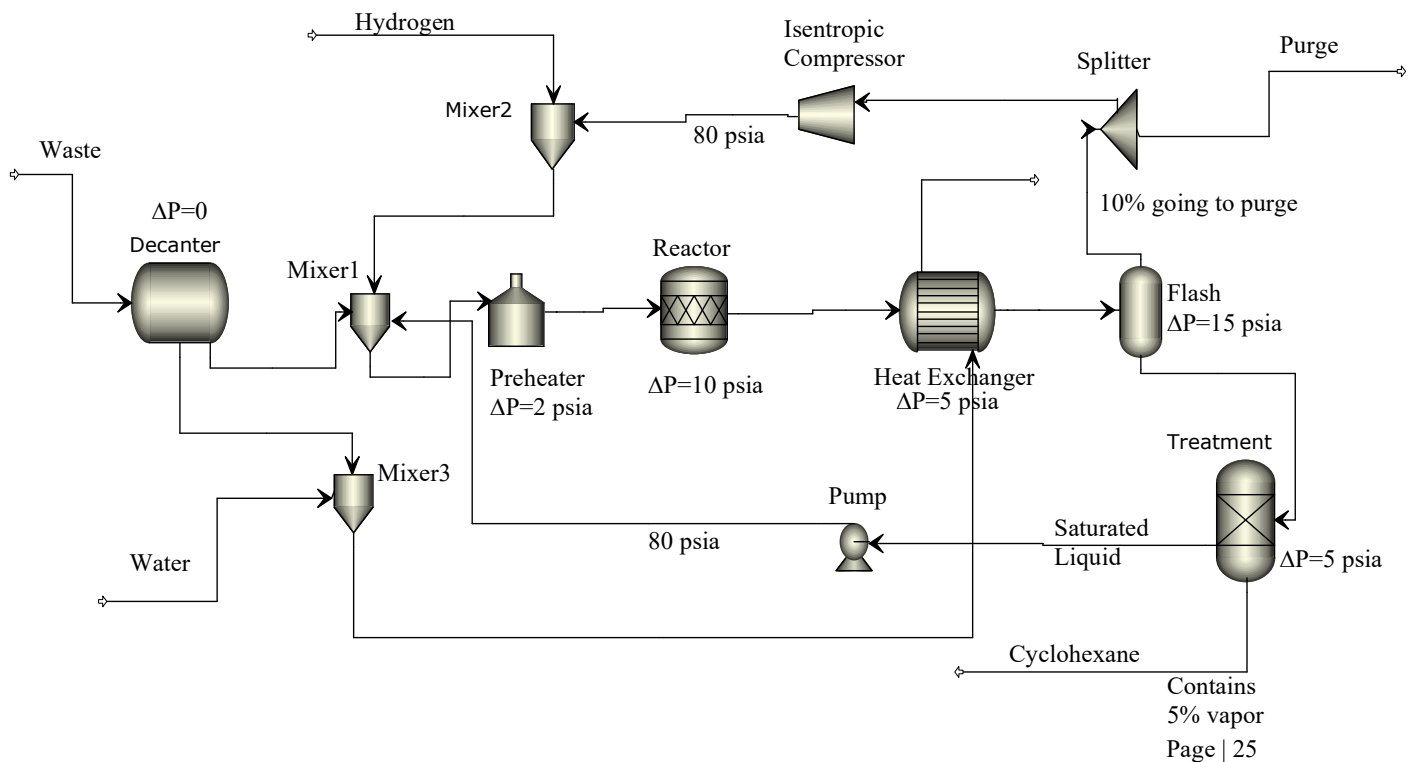 Hydrogen
Isentropic
Compressor
Splitter
Purge
Mixer2
80 psia
Waste
10% going to purge
ΔP=0
Decanter
Mixer1
Reactor
Flash
ΔP=15 psia
Preheater
ΔP=2 psia
ΔP=10 psia
Heat Exchanger
ΔP=5 psia
Treatment
Mixer3
Pump
80 psia
Saturated
Liquid
ΔP=5 psia
Water
Cyclohexane
Contains
5% vapor
Page | 25